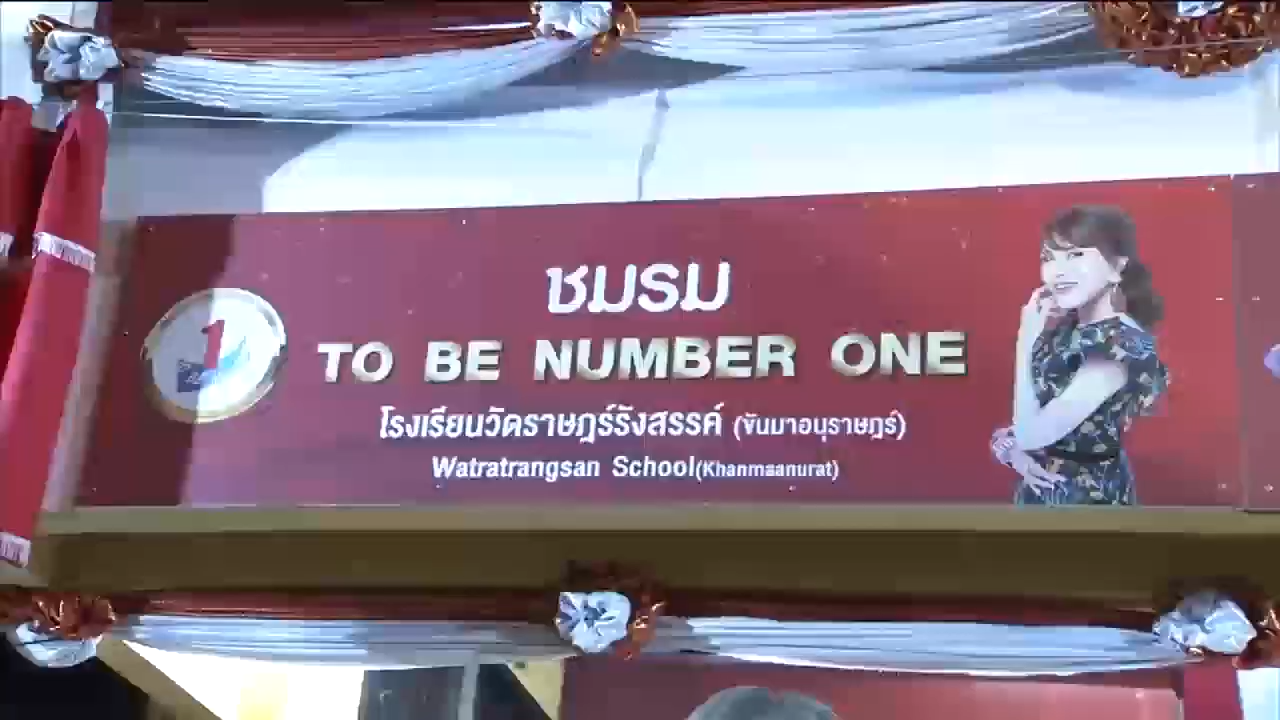 ชมรม
TO BE NUMBER ONE
โรงเรียนวัดราษฎร์รังสรรค์ (ขันมาอนุราษฎร์)
Watratrangsan School(Khanmaanurat)
1